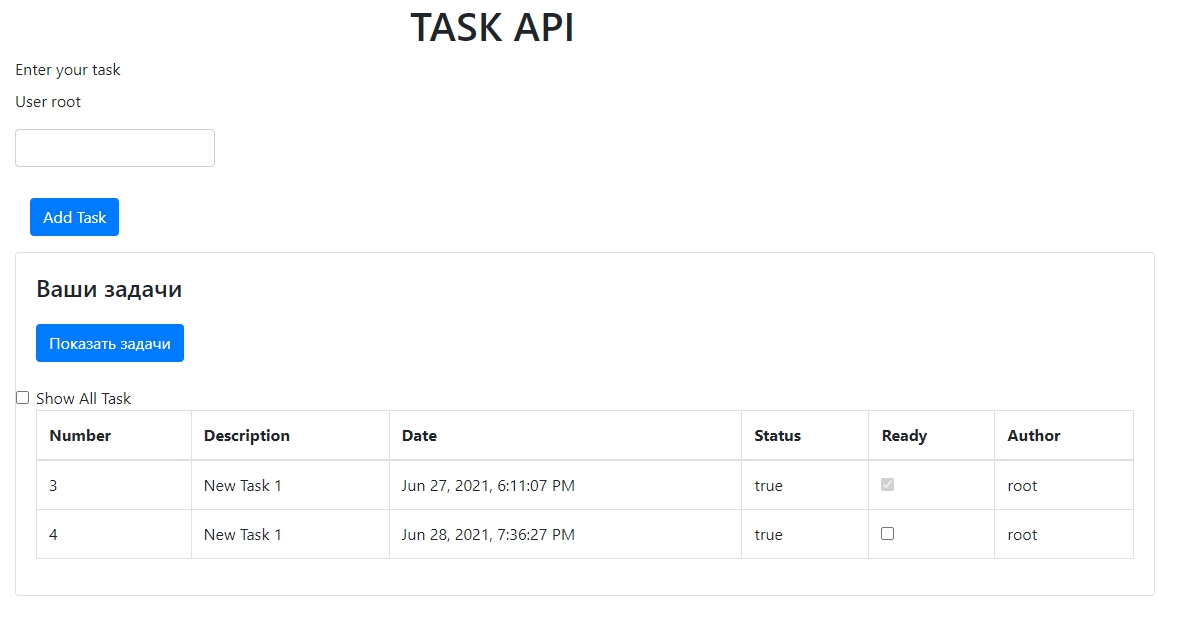 TASK API
Enter your task
User root
Add Task
Ваши задачи
Показать задачи
Show All Task
Number Description Date Status Ready Author
3 New Task 1 Jun 27, 2021, 6:11:07 PM true root
4 New Task 1 Jun 28, 2021, 7:36:27 PM true root